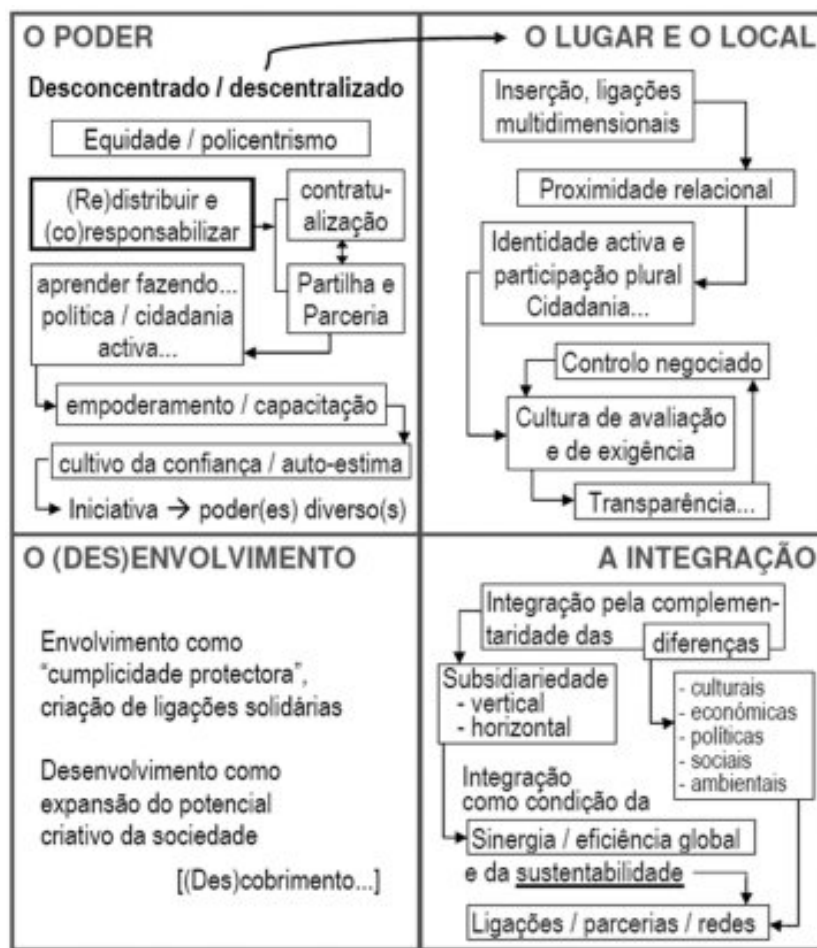 O PODER
Desconcentrado / descentralizado
Equidade / policentrismo
(Re)distribuir e
(co)responsabilizar
contratu-
alização
Partilha e
Parceria
aprender fazendo...
política / cidadania
activa...
empoderamento / capacitação
cultivo da confiança / auto-estima
Iniciativa → poder(es) diverso(s)
O LUGAR E O LOCAL
Inserção, ligações
multidimensionais
Proximidade relacional
Identidade activa e
participação plural
Cidadania...
Controlo negociado
Cultura de avaliação
e de exigência
Transparência...
O (DES)ENVOLVIMENTO
Envolvimento como
“cumplicidade protectora”,
criação de ligações solidárias
Desenvolvimento como
expansão do potencial
criativo da sociedade
[(Des)cobrimento...]
A INTEGRAÇÃO
Integração pela complemen-
taridade das
diferenças
Subsidiariedade
- vertical
- horizontal
- culturais
- económicas
- políticas
- sociais
- ambientais
Integração
como condição da
Sinergia / eficiência global
e da sustentabilidade
Ligações / parcerias / redes